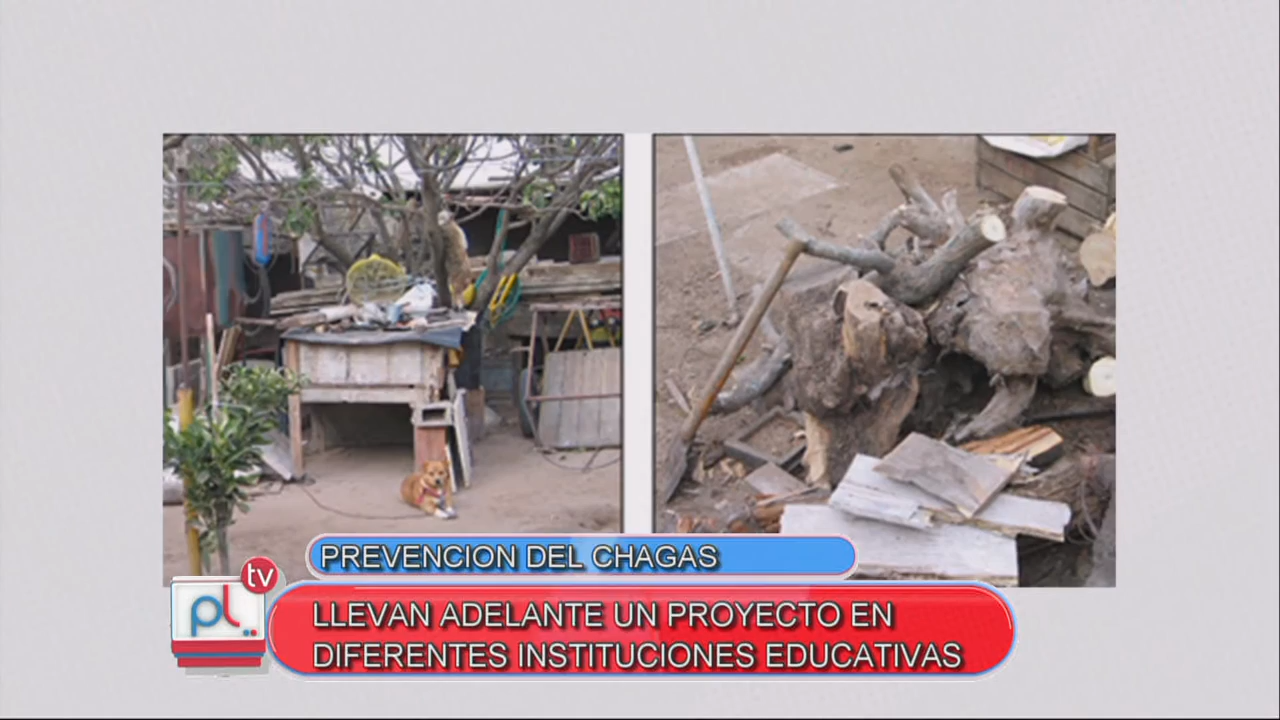 PREVENCION DEL CHAGAS
tv
pl..
LLEVAN ADELANTE UN PROYECTO EN
DIFERENTES INSTITUCIONES EDUCATIVAS